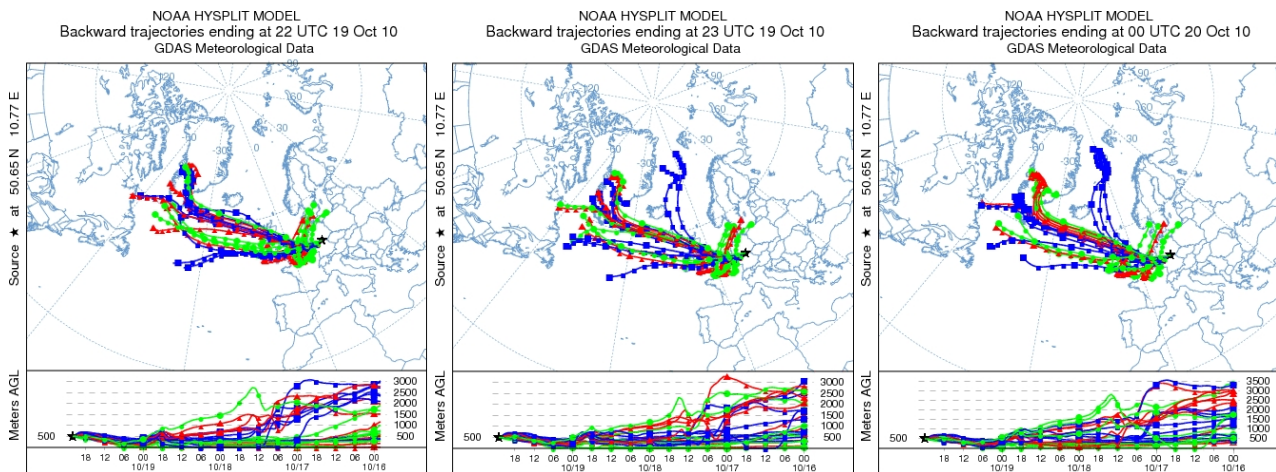 NOAA HYSPLIT MODEL
Backward trajectories ending at 22 UTC 19 Oct 10
GDAS Meteorological Data
Source ★ at 50.65 N 10.77 E
Meters AGL
3000
2500
2000
1500
1000
500
500
18 12 06 00 18 12 06 00 18 12 06 00 18 12 06 00
10/19 10/18 10/17 10/16
NOAA HYSPLIT MODEL
Backward trajectories ending at 23 UTC 19 Oct 10
GDAS Meteorological Data
Source ★ at 50.65 N 10.77 E
Meters AGL
3000
2500
2000
1500
1000
500
500
18 12 06 00 18 12 06 00 18 12 06 00 18 12 06 00
10/19 10/18 10/17 10/16
NOAA HYSPLIT MODEL
Backward trajectories ending at 00 UTC 20 Oct 10
GDAS Meteorological Data
Source ★ at 50.65 N 10.77 E
Meters AGL
3500
3000
2500
2000
1500
1000
500
500
18 12 06 00 18 12 06 00 18 12 06 00 18 12 06 00
10/19 10/18 10/17 10/16